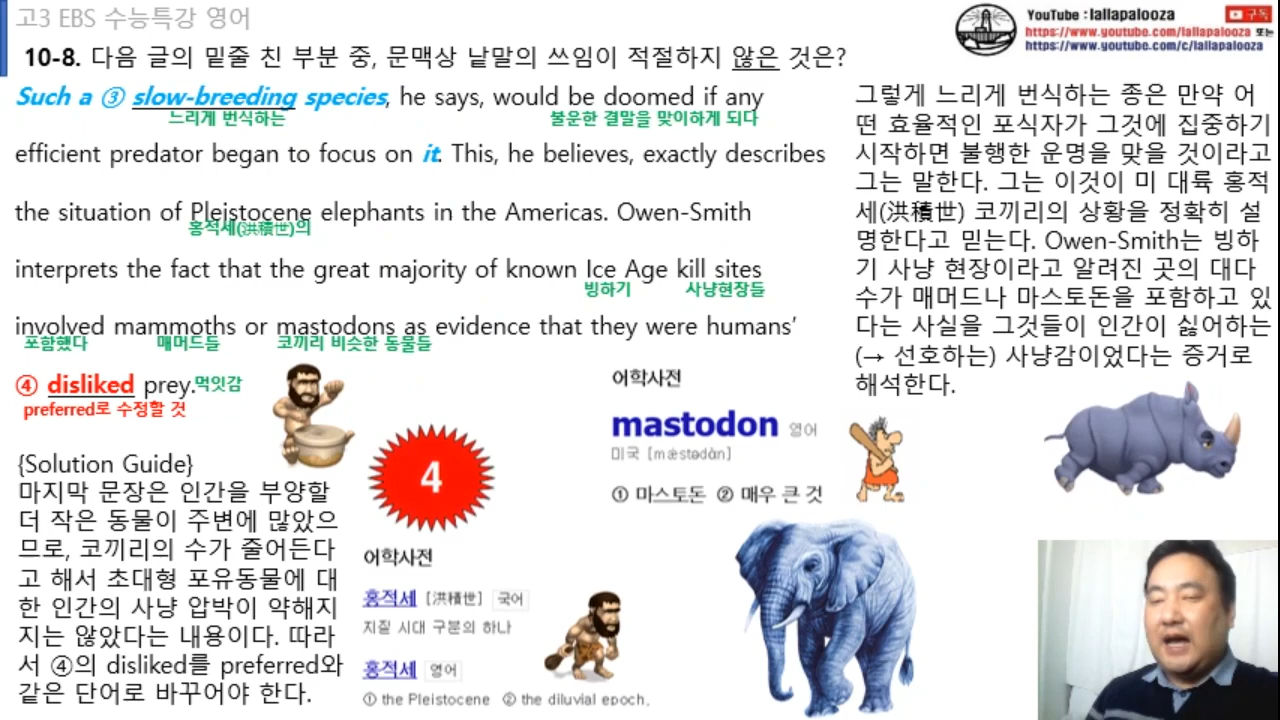 고3 EBS 수능특강 영어
YouTube : lallapalooza 구독
https://www.youtube.com/lallapalooza 또는
https://www.youtube.com/c/lallapalooza
10-8. 다음 글의 밑줄 친 부분 중, 문맥상 낱말의 쓰임이 적절하지 않은 것은?
Such a ③ slow-breeding species, he says, would be doomed if any
느리게 번식하는 불운한 결말을 맞이하게 되다
efficient predator began to focus on it. This, he believes, exactly describes
the situation of Pleistocene elephants in the Americas. Owen-Smith
홍적세(洪積世)의
interprets the fact that the great majority of known Ice Age kill sites
빙하기 사냥현장들
involved mammoths or mastodons as evidence that they were humans’
포함했다 매머드들 코끼리 비슷한 동물들
④ disliked prey. 먹잇감
preferred로 수정할 것
그렇게 느리게 번식하는 종은 만약 어
떤 효율적인 포식자가 그것에 집중하기
시작하면 불행한 운명을 맞을 것이라고
그는 말한다. 그는 이것이 미 대륙 홍적
세(洪積世) 코끼리의 상황을 정확히 설
명한다고 믿는다. Owen-Smith는 빙하
기 사냥 현장이라고 알려진 곳의 대다
수가 매머드나 마스토돈을 포함하고 있
다는 사실을 그것들이 인간이 싫어하는
(→ 선호하는) 사냥감이었다는 증거로
해석한다.
{Solution Guide}
마지막 문장은 인간을 부양할
더 작은 동물이 주변에 많았으
므로, 코끼리의 수가 줄어든다
고 해서 초대형 포유동물에 대
한 인간의 사냥 압박이 약해지
지는 않았다는 내용이다. 따라
서 ④의 disliked를 preferred와
같은 단어로 바꾸어야 한다.
4
어학사전
mastodon 영어
미국 [mǽstədàn]
① 마스토돈 ② 매우 큰 것
어학사전
홍적세 [洪積世] 국어
지질 시대 구분의 하나
홍적세 영어
① the Pleistocene ② the diluvial epoch.